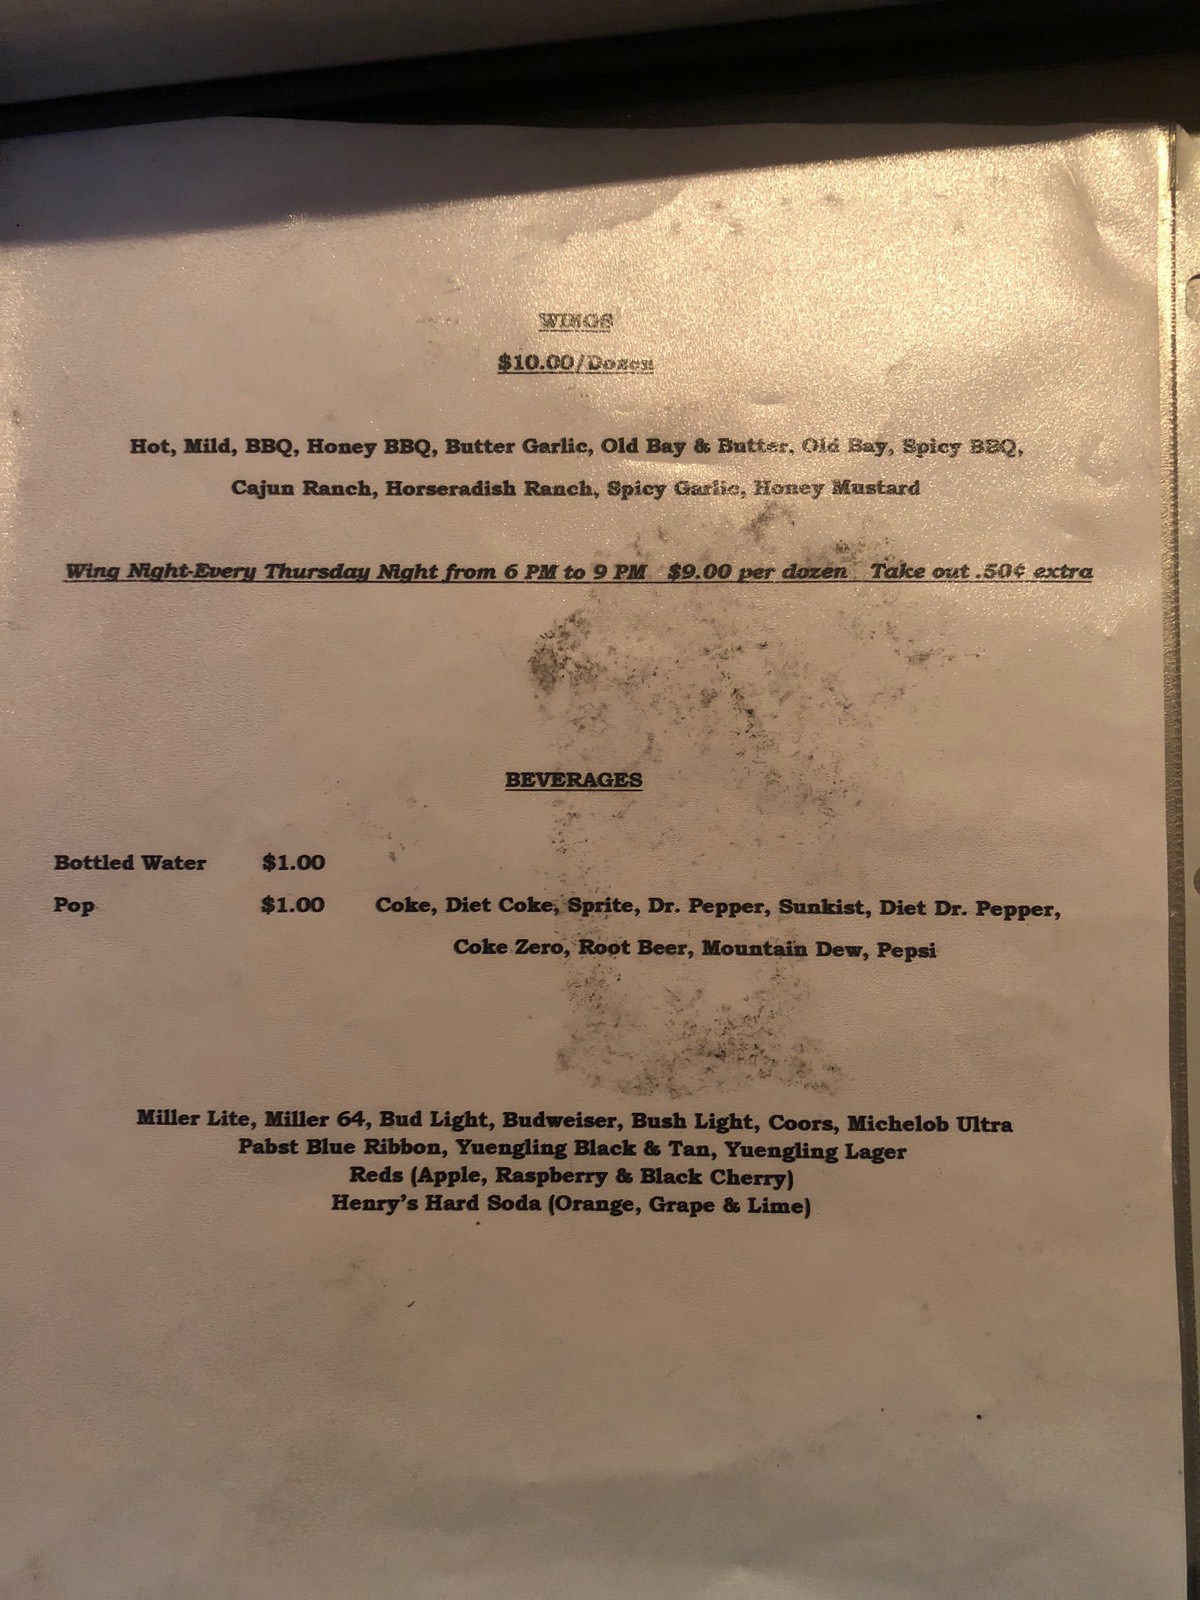 WINGS
$10.00/Dozen
Hot, Mild, BBQ, Honey BBQ, Butter Garlic, Old Bay & Butter, Old Bay, Spicy BBQ,
Cajun Ranch, Horseradish Ranch, Spicy Garlic, Honey Mustard
Wing Night-Every Thursday Night from 6 PM to 9 PM $9.00 per dozen Take out .50¢ extra
BEVERAGES
Bottled Water $1.00
Pop $1.00 Coke, Diet Coke, Sprite, Dr. Pepper, Sunkist, Diet Dr. Pepper,
Coke Zero, Root Beer, Mountain Dew, Pepsi
Miller Lite, Miller 64, Bud Light, Budweiser, Bush Light, Coors, Michelob Ultra
Pabst Blue Ribbon, Yuengling Black & Tan, Yuengling Lager
Reds (Apple, Raspberry & Black Cherry)
Henry's Hard Soda (Orange, Grape & Lime)